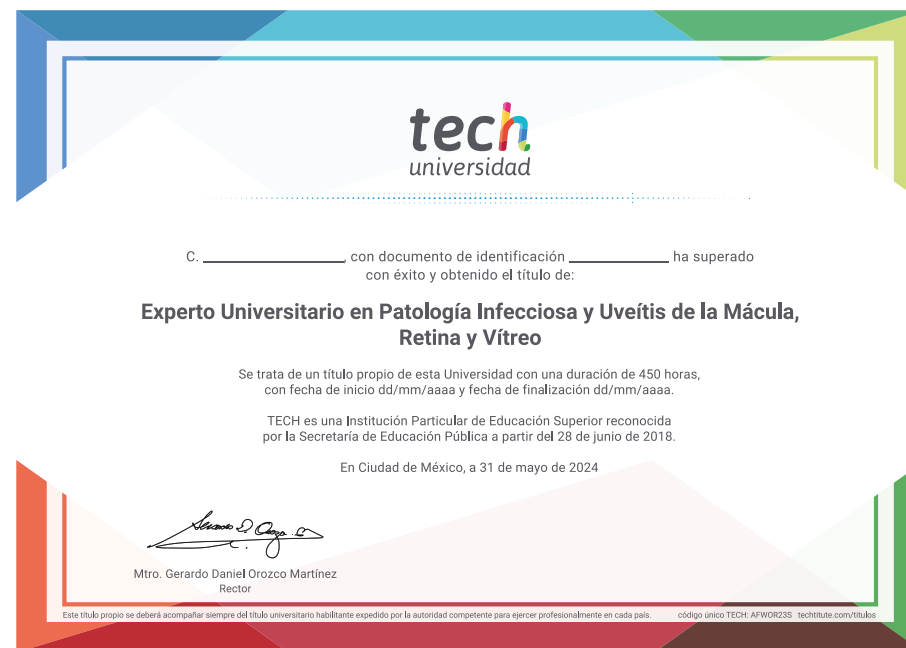 tech
universidad
C. ____________________, con documento de identificación ______________ ha superado
con éxito y obtenido el título de:
Experto Universitario en Patología Infecciosa y Uveítis de la Mácula,
Retina y Vítreo
Se trata de un título propio de esta Universidad con una duración de 450 horas,
con fecha de inicio dd/mm/aaaa y fecha de finalización dd/mm/aaaa.
TECH es una Institución Particular de Educación Superior reconocida
por la Secretaría de Educación Pública a partir del 28 de junio de 2018.
En Ciudad de México, a 31 de mayo de 2024
Mtro. Gerardo Daniel Orozco Martínez
Rector
Este título propio se deberá acompañar siempre del título universitario habilitante expedido por la autoridad competente para ejercer profesionalmente en cada país. código único TECH: AFWOR23S techtitute.com/titulos